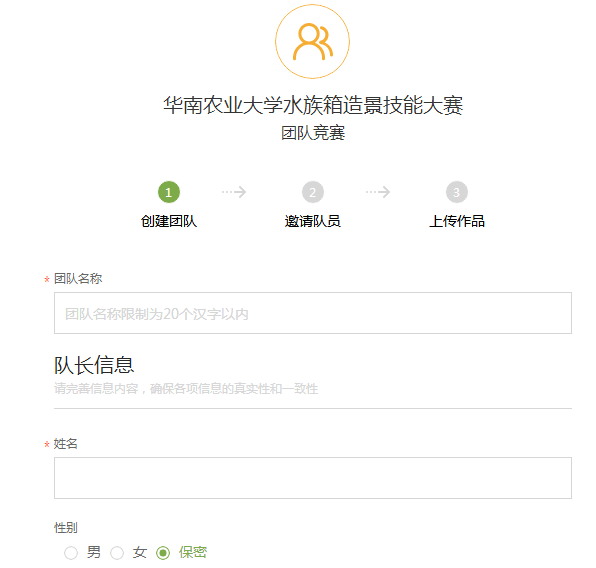 华南农业大学水族箱造景技能大赛
团队竞赛
1 2 3
创建团队 邀请队员 上传作品
* 团队名称
团队名称限制为20个汉字以内
队长信息
请完善信息内容，确保各项信息的真实性和一致性
* 姓名
性别
男 女 保密